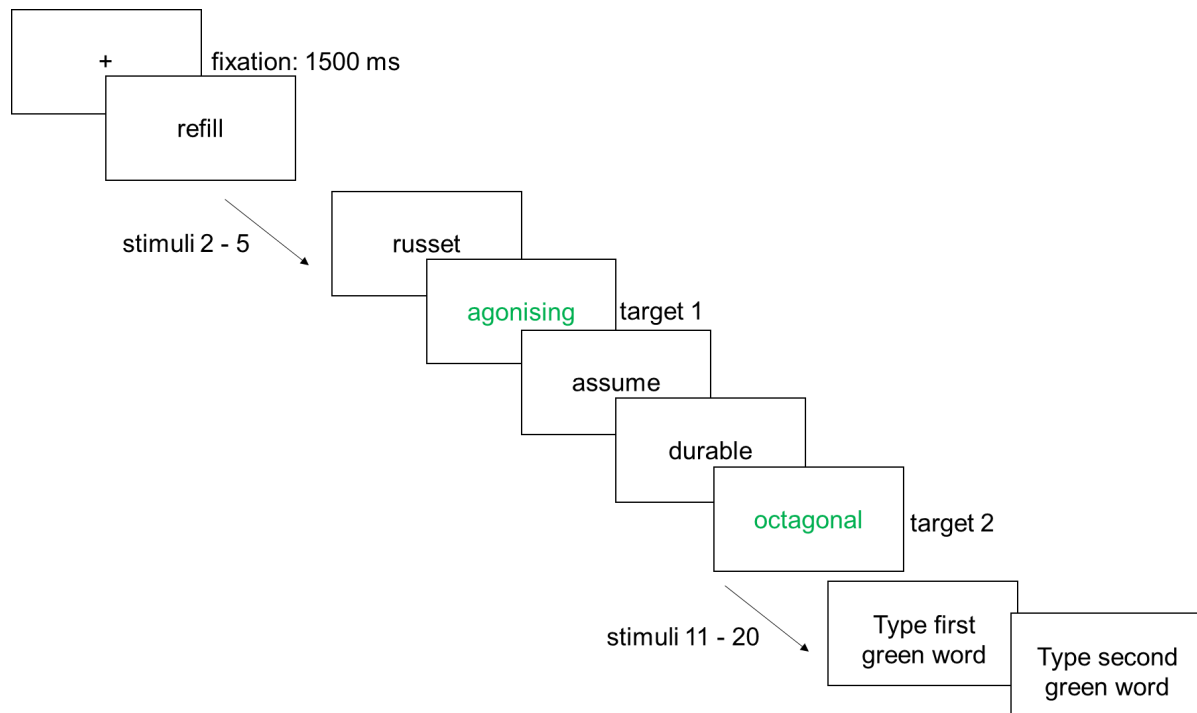 +
fixation: 1500 ms
refill
stimuli 2 - 5
russet
agonising
target 1
assume
durable
octagonal
target 2
stimuli 11 - 20
Type first
green word
Type second
green word